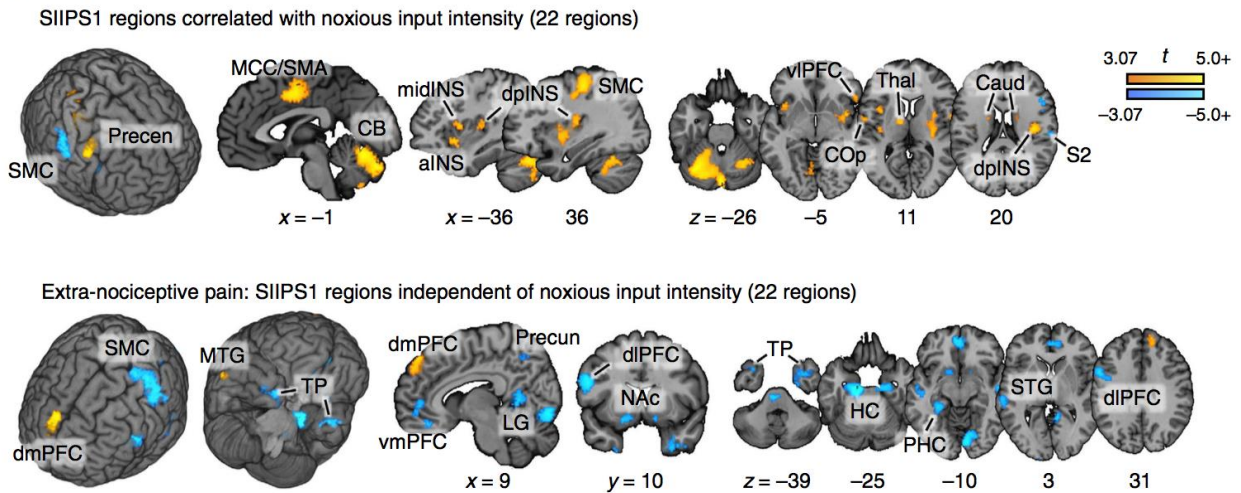 SIIPS1 regions correlated with noxious input intensity (22 regions)
3.07 t 5.0+
–3.07 –5.0+
MCC/SMA
midINS
dpINS
SMC
vlPFC
Thal
Caud
Precen
CB
SMC
aINS
COp
dpINS
S2
x = –1
x = –36
36
z = –26
–5
11
20
Extra-nociceptive pain: SIIPS1 regions independent of noxious input intensity (22 regions)
SMC
MTG
TP
dmPFC
Precun
dlPFC
TP
NAc
HC
STG
dlPFC
dmPFC
vmPFC
LG
PHC
x = 9
y = 10
z = –39
–25
–10
3
31